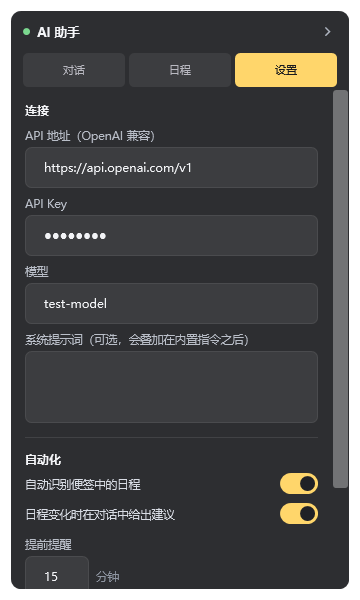 AI 助手
对话
日程
设置
连接
API 地址（OpenAI 兼容）
https://api.openai.com/v1
API Key
●●●●●●●●
模型
test-model
系统提示词（可选，会叠加在内置指令之后）
自动化
自动识别便签中的日程
日程变化时在对话中给出建议
提前提醒
15 分钟